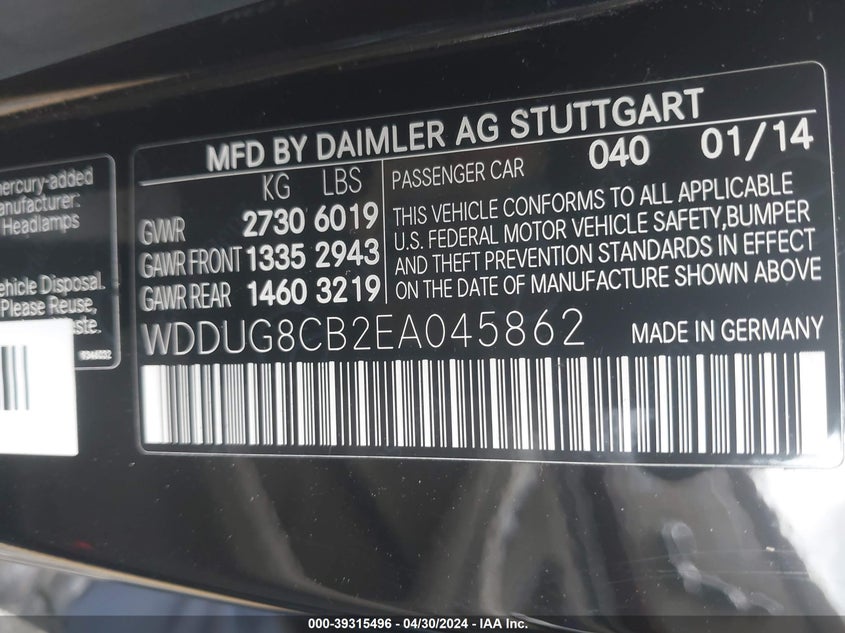 mercury-added
anufacturer:
Headlamps
ehicle Disposal.
Please Reuse,
9346032
MFD BY DAIMLER AG STUTTGART
KG LBS
GVWR 2730 6019
GAWR FRONT 1335 2943
GAWR REAR 1460 3219
PASSENGER CAR 040 01/14
THIS VEHICLE CONFORMS TO ALL APPLICABLE
U.S. FEDERAL MOTOR VEHICLE SAFETY,BUMPER
AND THEFT PREVENTION STANDARDS IN EFFECT
ON THE DATE OF MANUFACTURE SHOWN ABOVE
WDDUG8CB2EA045862 MADE IN GERMANY
000-39315496 - 04/30/2024 - IAA Inc.